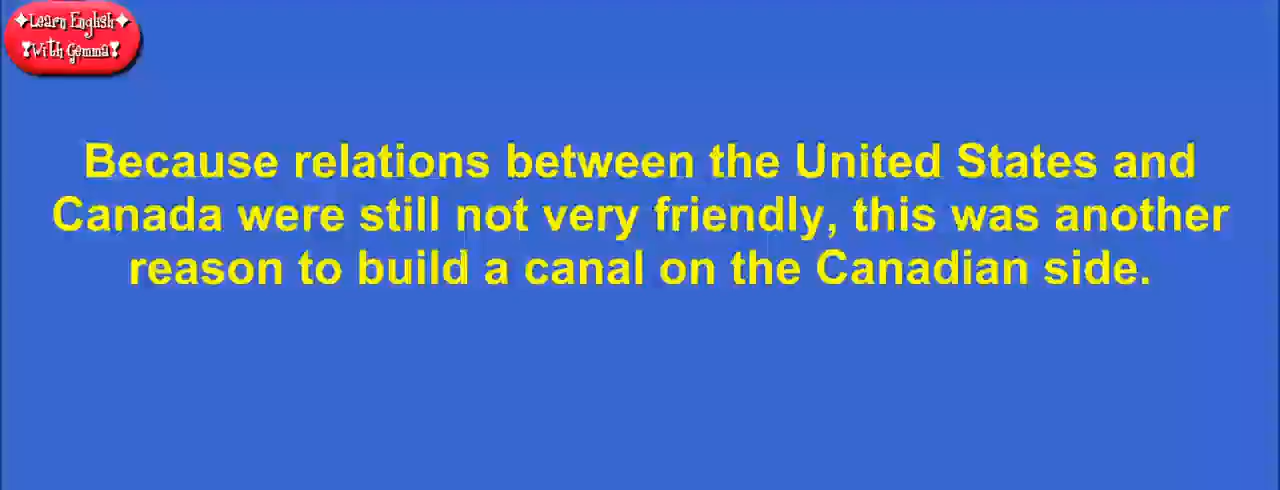 Learn English
With Gemma
Because relations between the United States and
Canada were still not very friendly, this was another
reason to build a canal on the Canadian side.